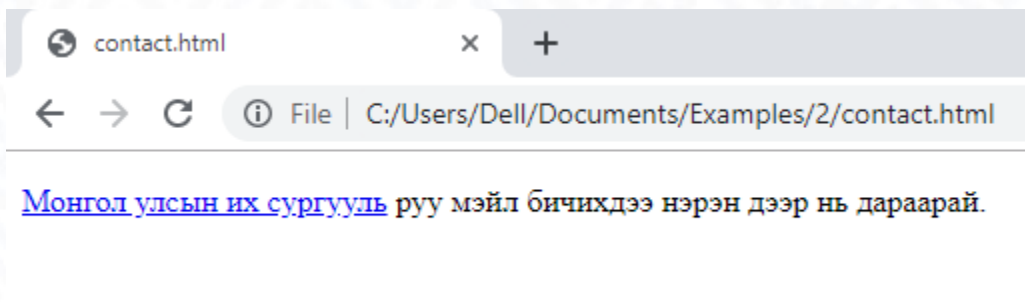 contact.html
File C:/Users/Dell/Documents/Examples/2/contact.html
Монгол улсын их сургууль руу мэйл бичихдээ нэрэн дээр нь дараарай.